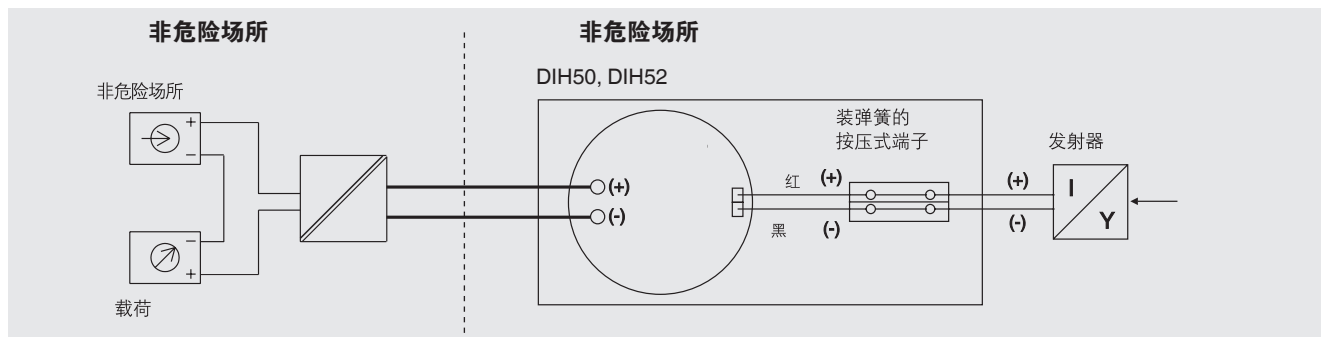 非危险场所
非危险场所
DIH50, DIH52
非危险场所
+
−
−
+
载荷
(+)
(-)
装弹簧的
按压式端子
红
黑
(+)
(-)
发射器
(+)
(-)
I
Y